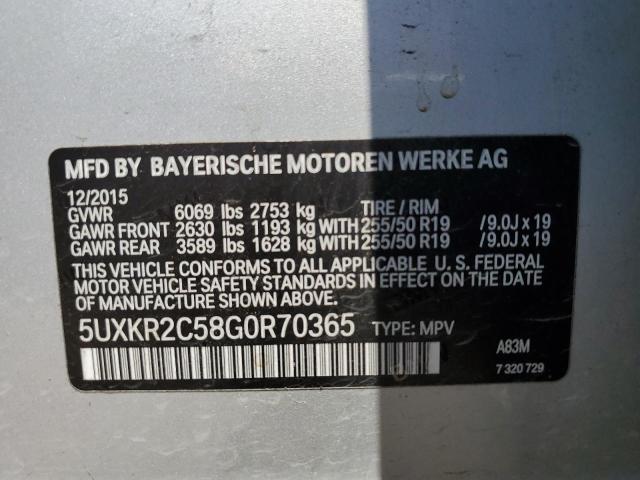 MFD BY BAYERISCHE MOTOREN WERKE AG
12/2015
GVWR 6069 lbs 2753 kg TIRE / RIM
GAWR FRONT 2630 lbs 1193 kg WITH 255/50 R19 /9.0J x 19
GAWR REAR 3589 lbs 1628 kg WITH 255/50 R19 /9.0J x 19
THIS VEHICLE CONFORMS TO ALL APPLICABLE U. S. FEDERAL
MOTOR VEHICLE SAFETY STANDARDS IN EFFECT ON THE DATE
OF MANUFACTURE SHOWN ABOVE.
5UXKR2C58G0R70365 TYPE: MPV
A83M
7 320 729